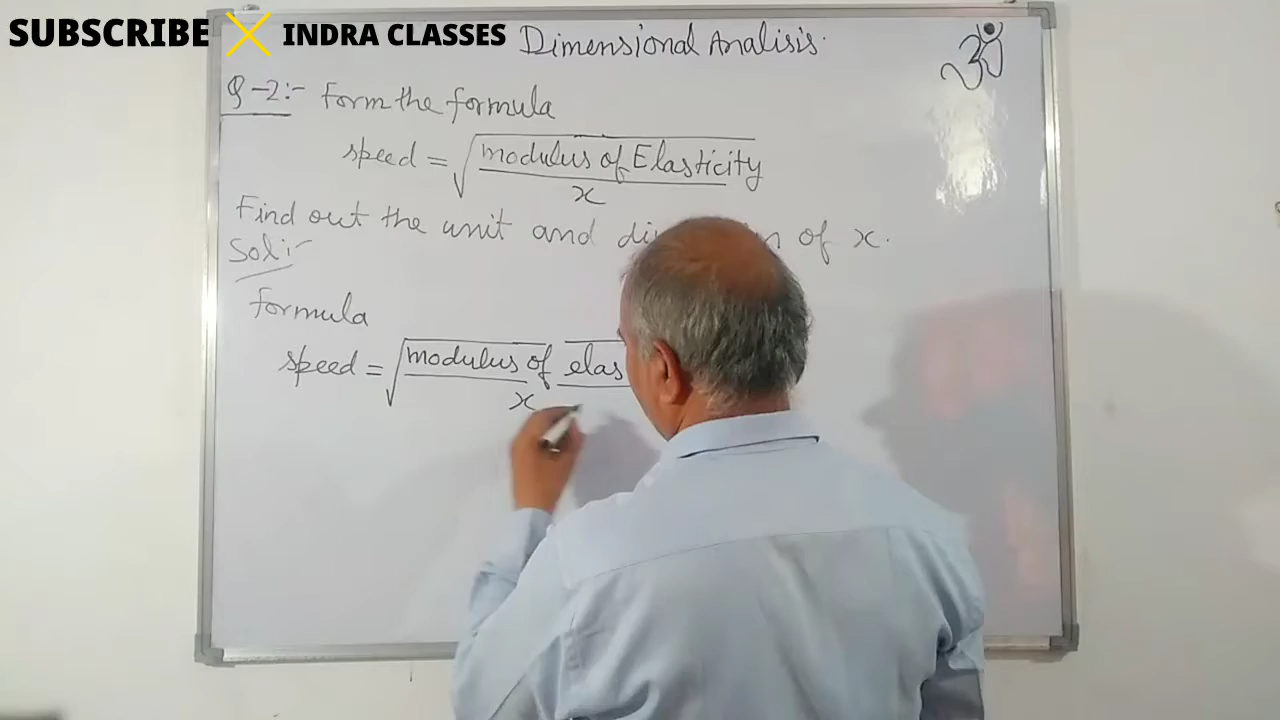 SUBSCRIBE INDRA CLASSES
Dimensional Analisis.
ॐ
Q-2:- Form the formula
speed = √modulus of Elasticity
x
Find out the unit and of x.
Sol:-
formula
speed = √modulus of elas
x